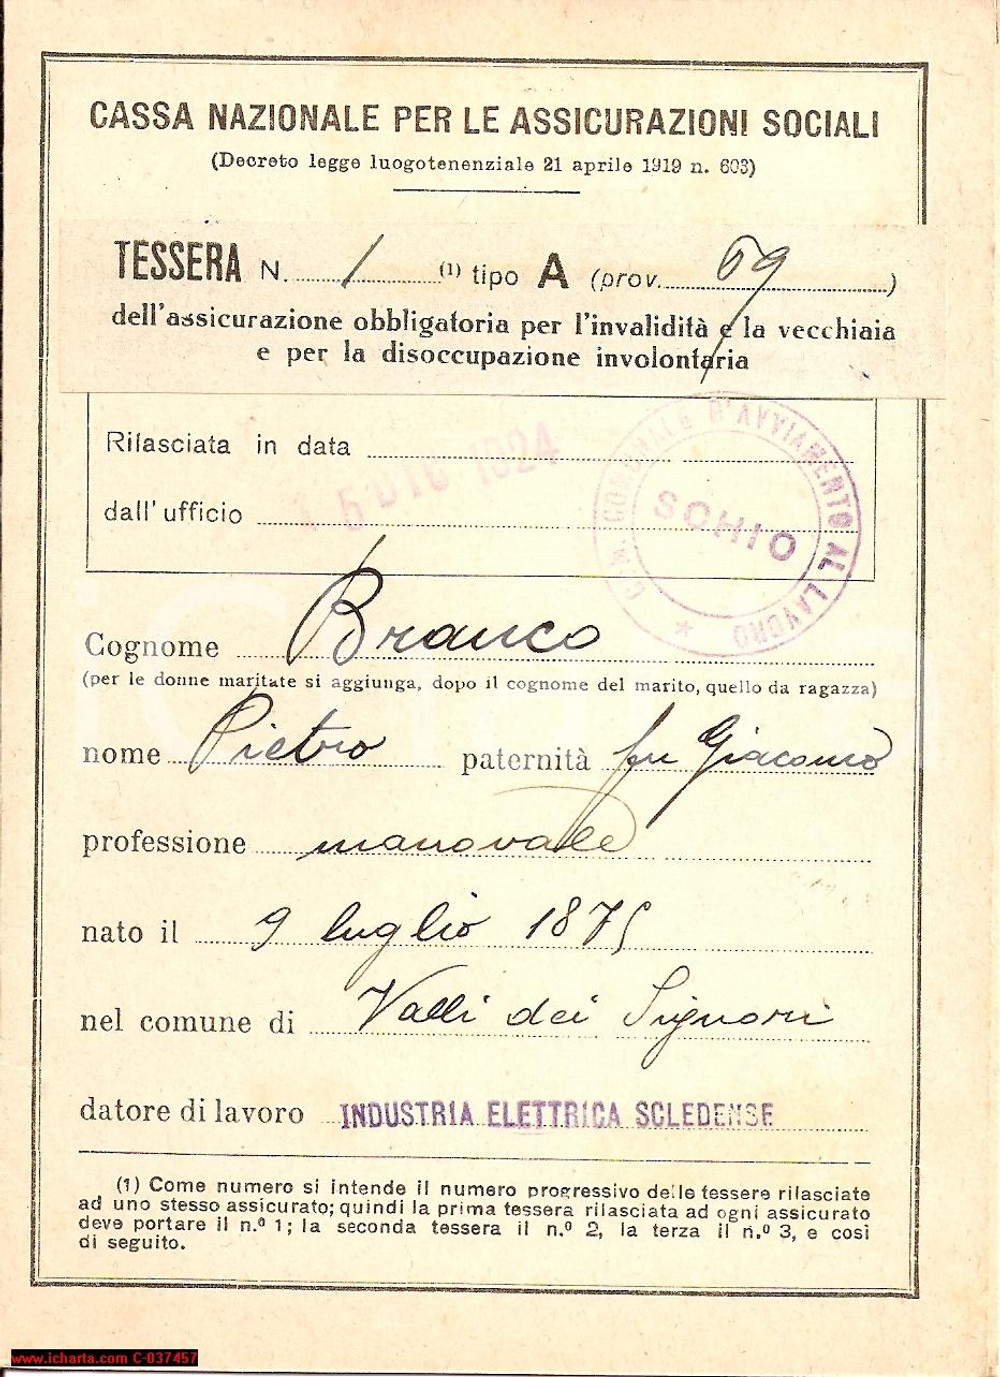 CASSA NAZIONALE PER LE ASSICURAZIONI SOCIALI
(Decreto legge luogotenenziale 21 aprile 1919 n. 603)
TESSERA N. 1 (1) tipo A (prov. 69)
dell'assicurazione obbligatoria per l'invalidità e la vecchiaia
e per la disoccupazione involontaria
Rilasciata in data
5 DIC 1924
dall' ufficio
COMUNALE D'AVVIAMENTO AL LAVORO
SCHIO
Cognome Branco
(per le donne maritate si aggiunga, dopo il cognome del marito, quello da ragazza)
nome Pietro paternità fu Giacomo
professione manovale
nato il 9 luglio 1875
nel comune di Valli dei Signori
datore di lavoro INDUSTRIA ELETTRICA SCLEDENSE
(1) Come numero si intende il numero progressivo delle tessere rilasciate
ad uno stesso assicurato; quindi la prima tessera rilasciata ad ogni assicurato
deve portare il n.º 1; la seconda tessera il n.º 2, la terza il n.º 3, e così
di seguito.
www.icharta.com C-037457